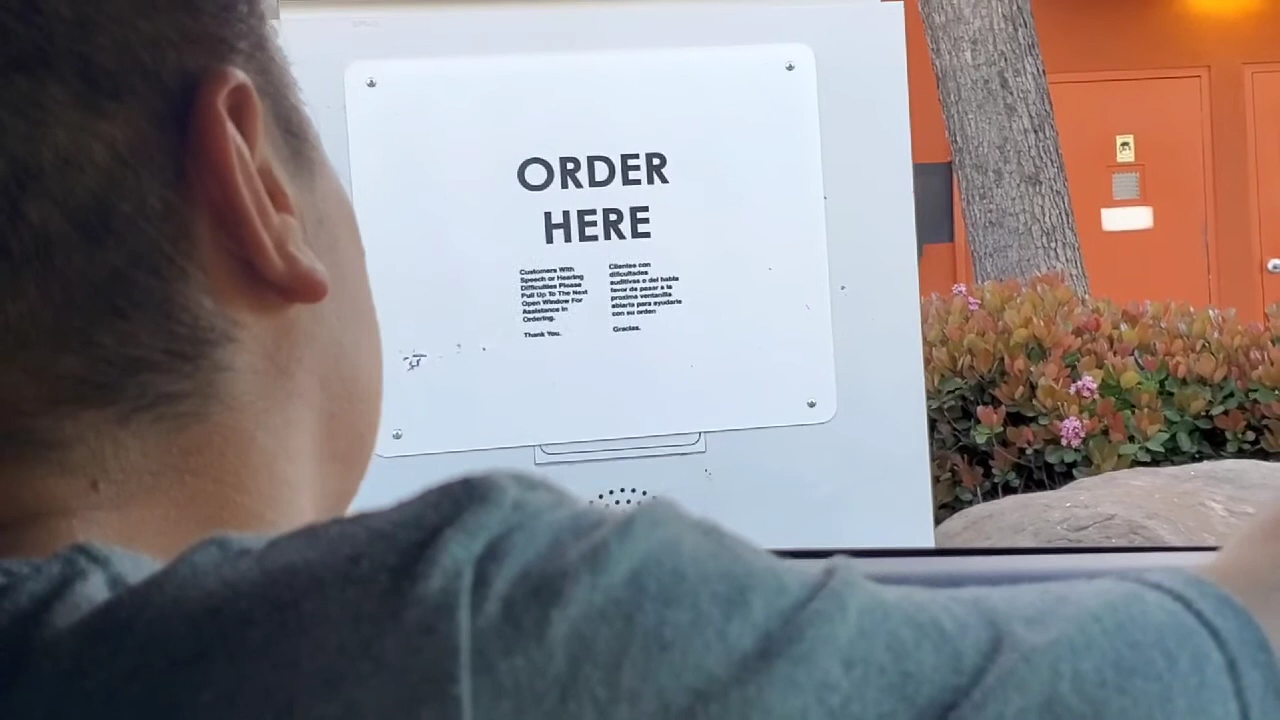 ORDER
HERE
Customers With
Speech or Hearing
Difficulties Please
Pull Up To The Next
Open Window For
Assistance in
Ordering.
Thank You.
Clientes con
dificultades
auditivas o del habla
favor de pasar a la
proxima ventanilla
abierta para ayudarle
con su orden
Gracias.